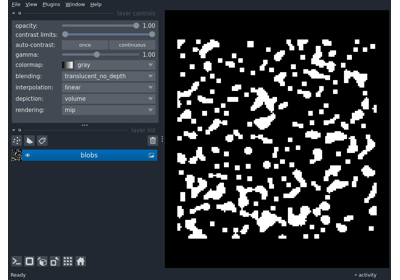 File View Plugins Window Help
layer controls
opacity: 1.00
contrast limits:
auto-contrast: once continuous
gamma: 1.00
colormap: gray
blending: translucent_no_depth
interpolation: linear
depiction: volume
rendering: mip
layer list
blobs
Ready activity